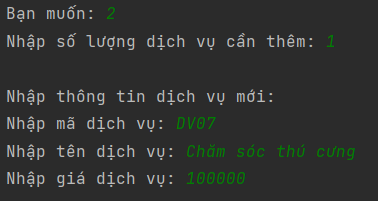 Bạn muốn: 2
Nhập số lượng dịch vụ cần thêm: 1
Nhập thông tin dịch vụ mới:
Nhập mã dịch vụ: DV07
Nhập tên dịch vụ: Chăm sóc thú cưng
Nhập giá dịch vụ: 100000